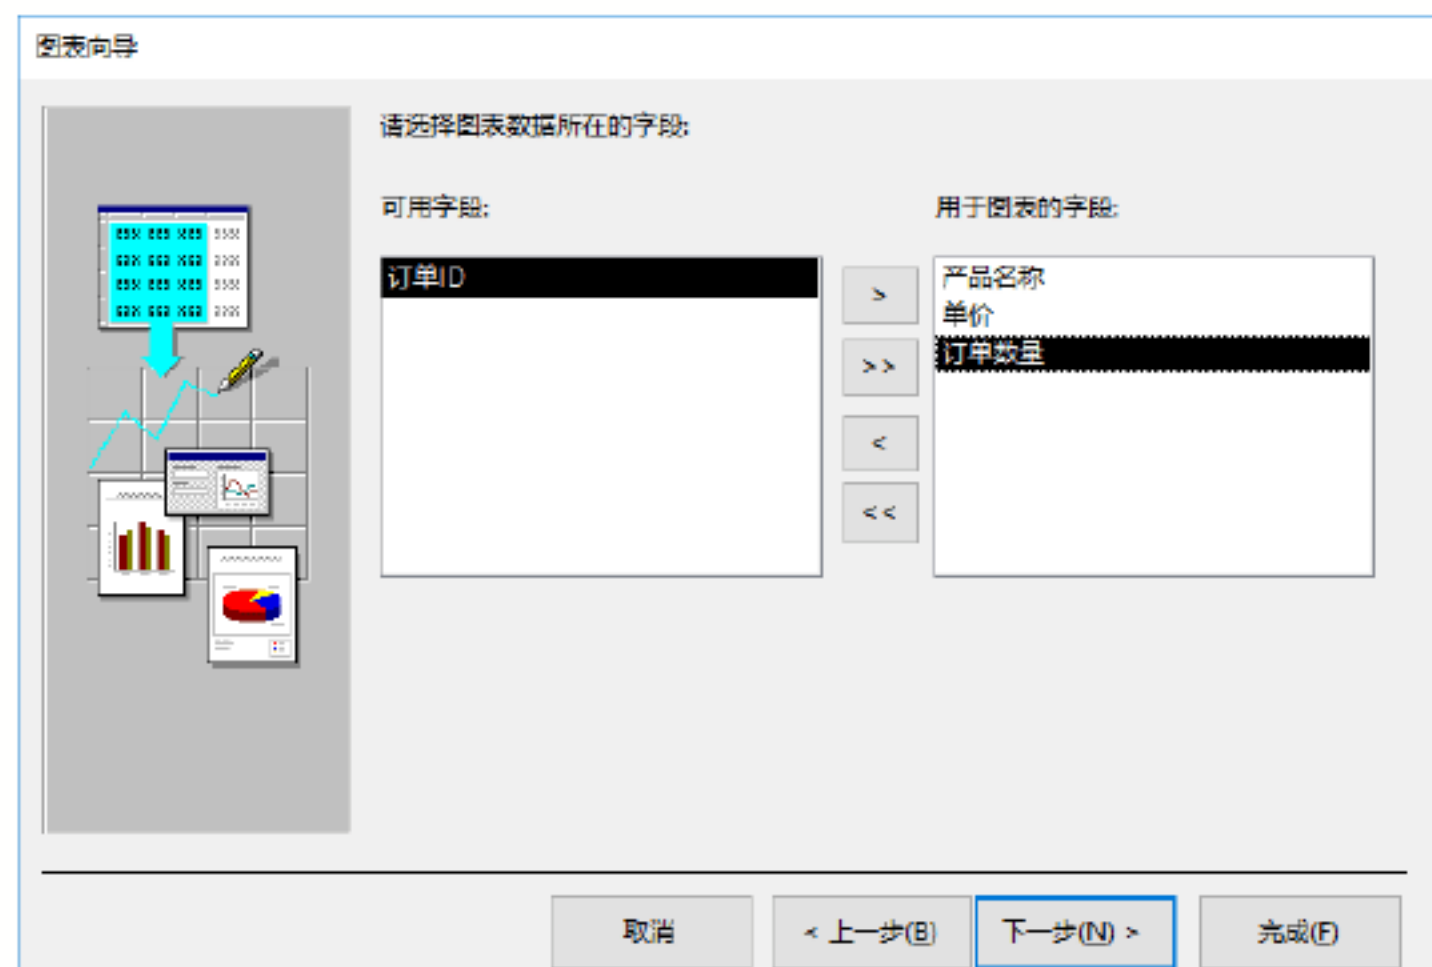 图表向导
请选择图表数据所在的字段:
可用字段:
用于图表的字段:
订单ID
>
>>
<
<<
产品名称
单价
订单数量
取消
< 上一步(B)
下一步(N) >
完成(F)